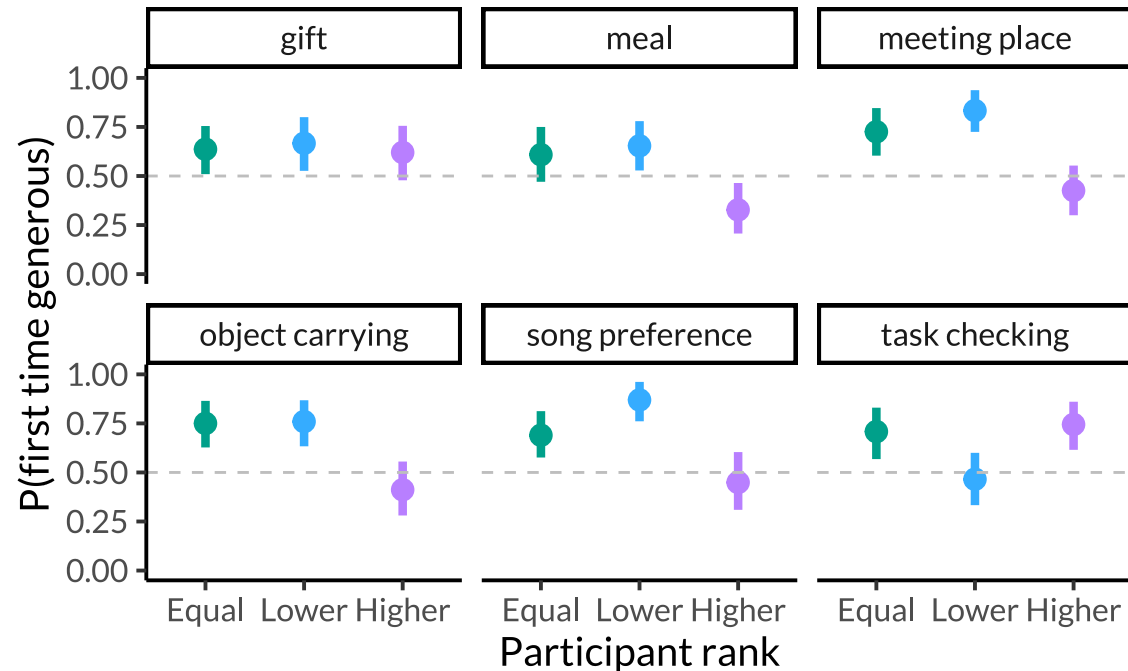 gift meal meeting place
1.00
0.75
0.50
0.25
0.00
object carrying song preference task checking
1.00
0.75
0.50
0.25
0.00
Equal Lower Higher Equal Lower Higher Equal Lower Higher
Participant rank
P(first time generous)